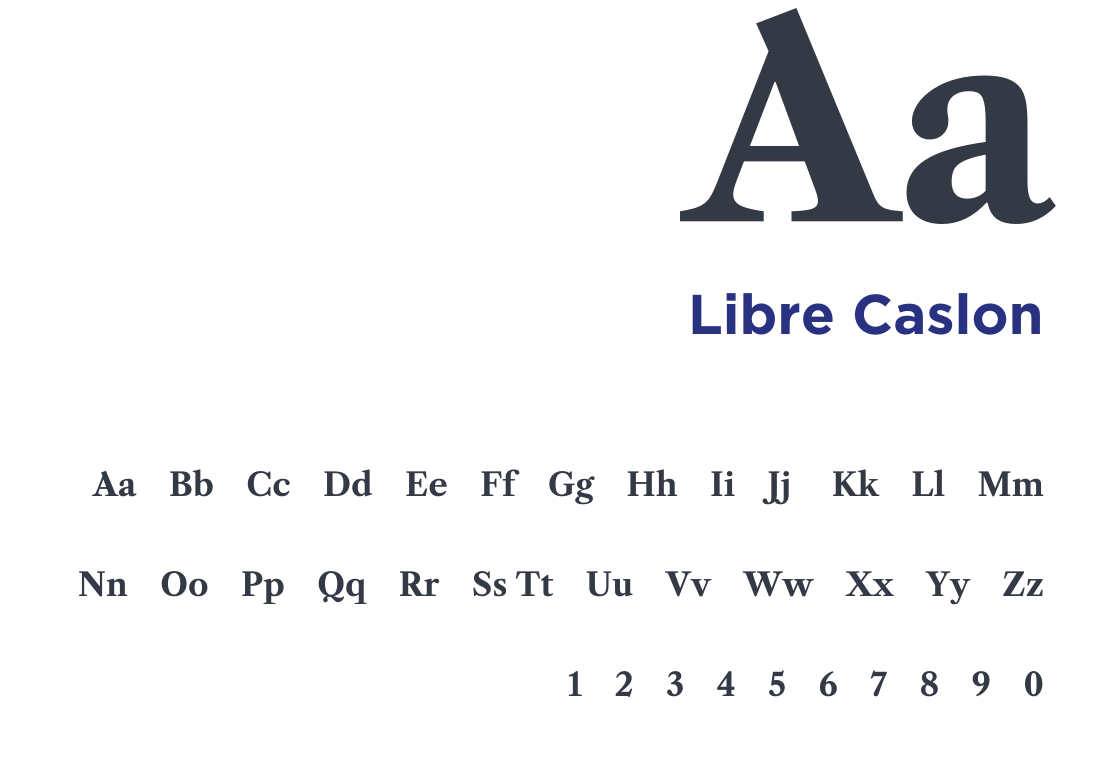 Aa
Libre Caslon
Aa Bb Cc Dd Ee Ff Gg Hh Ii Jj Kk Ll Mm
Nn Oo Pp Qq Rr Ss Tt Uu Vv Ww Xx Yy Zz
1 2 3 4 5 6 7 8 9 0